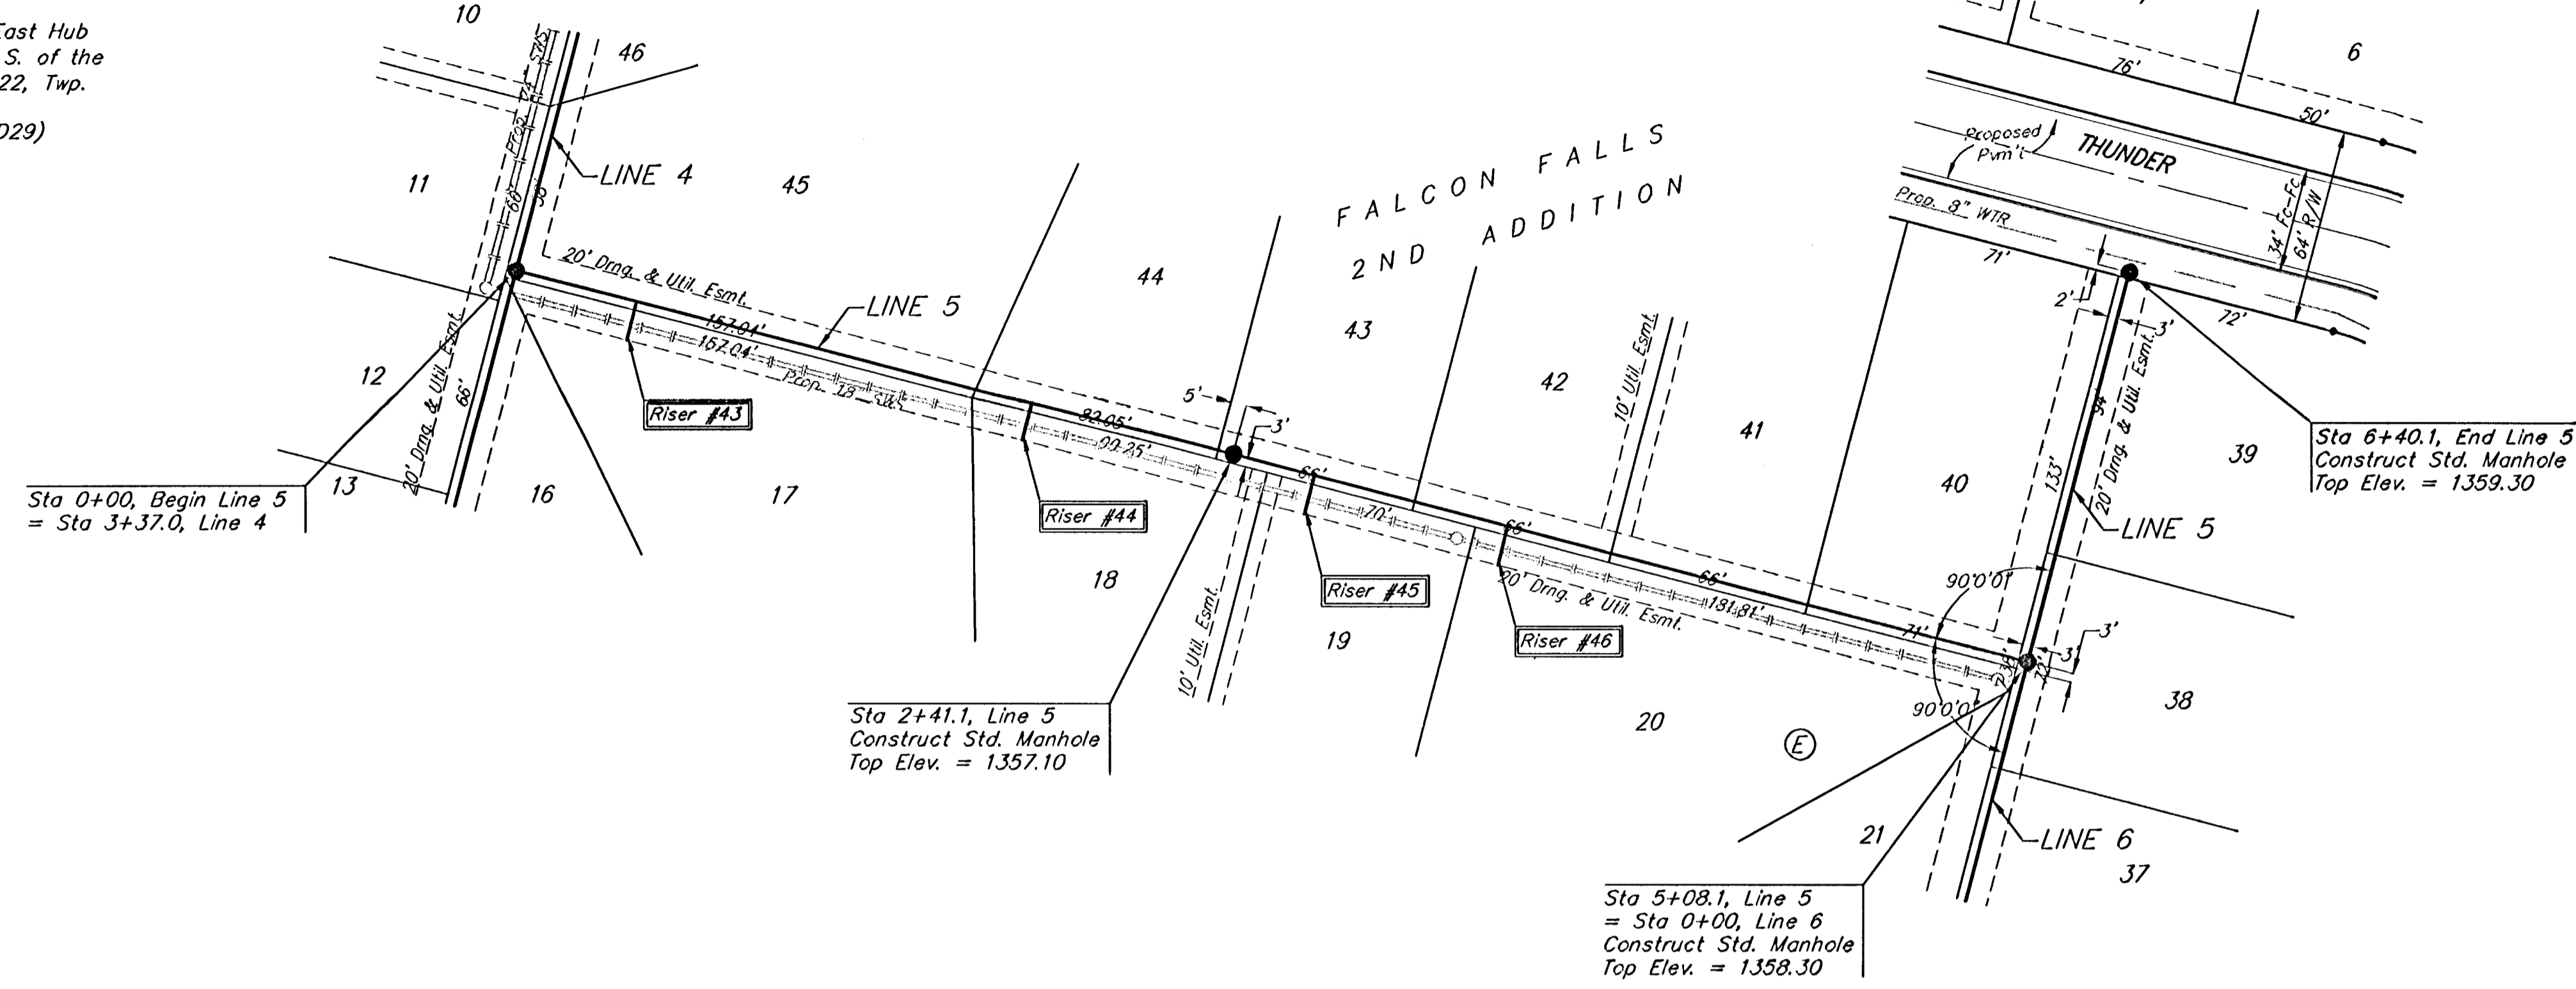 East Hub
S. of the
22, Twp.
D29)
10
46
SWS
Prop.
11
LINE 4
45
66'
20' Drng. & Util. Esmt.
LINE 5
44
FALCON FALLS
2ND ADDITION
43
6
76'
50'
Proposed
Pvm't
THUNDER
Prop. 8" WTR
34' Fc-Fc
64' R/W
71'
2'
3'
72'
157.04'
157.04'
Prop. 18" SWS
12
66'
20' Drng. & Util. Esmt.
Riser #43
82.05'
99.25'
5'
3'
42
10' Util. Esmt.
41
40
133'
94'
20' Drng. & Util. Esmt.
39
Sta 6+40.1, End Line 5
Construct Std. Manhole
Top Elev. = 1359.30
LINE 5
13
16
17
Sta 0+00, Begin Line 5
= Sta 3+37.0, Line 4
Riser #44
18
66'
70'
66'
Riser #45
10' Util. Esmt.
19
Riser #46
20' Drng. & Util. Esmt.
66'
181.81'
71'
90°0'01"
90°0'0"
3'
3'
72'
38
20
E
Sta 2+41.1, Line 5
Construct Std. Manhole
Top Elev. = 1357.10
21
LINE 6
37
Sta 5+08.1, Line 5
= Sta 0+00, Line 6
Construct Std. Manhole
Top Elev. = 1358.30